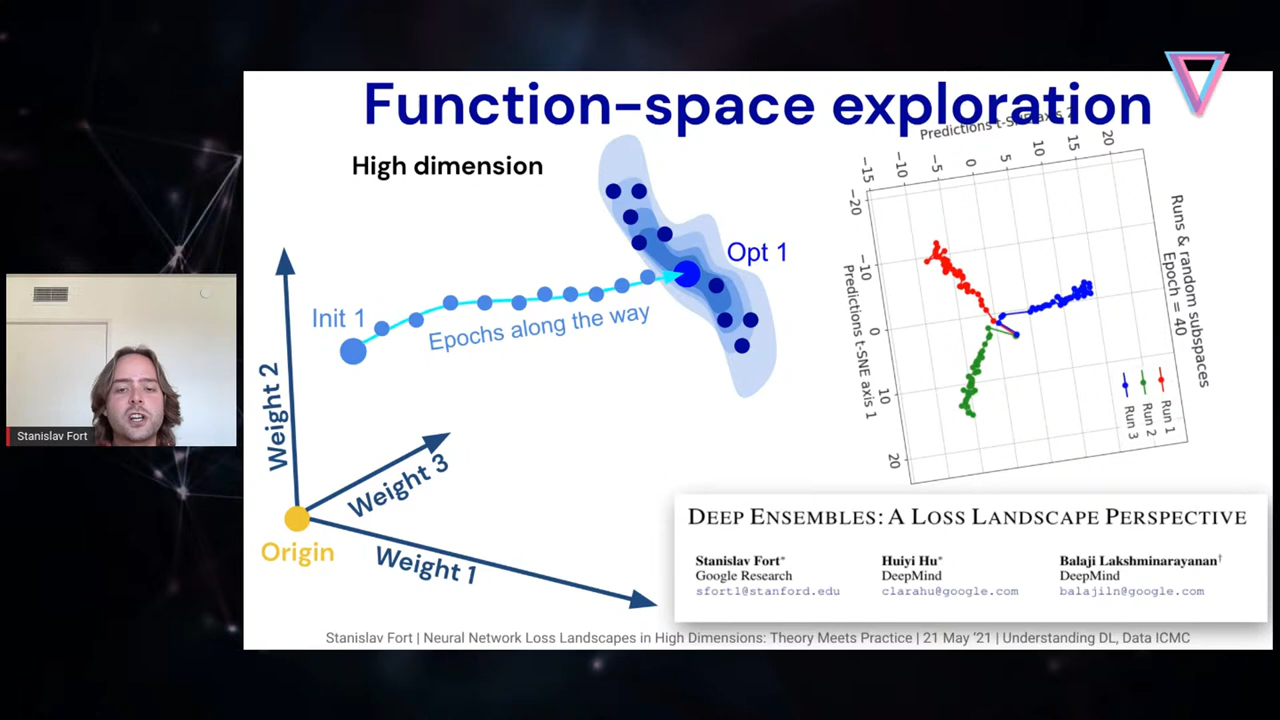 Function-space exploration
High dimension
Init 1
Epochs along the way
Opt 1
Weight 2
Weight 3
Weight 1
Origin
Predictions t-SNE axis 2
−15
−10
−5
0
5
10
15
20
−20
−10
0
10
20
Predictions t-SNE axis 1
Runs & random subspaces
Epoch = 40
Run 1
Run 2
Run 3
DEEP ENSEMBLES: A LOSS LANDSCAPE PERSPECTIVE
Stanislav Fort*
Google Research
sfort1@stanford.edu
Huiyi Hu*
DeepMind
clarahu@google.com
Balaji Lakshminarayanan†
DeepMind
balajiln@google.com
Stanislav Fort | Neural Network Loss Landscapes in High Dimensions: Theory Meets Practice | 21 May ‘21 | Understanding DL, Data ICMC
Stanislav Fort